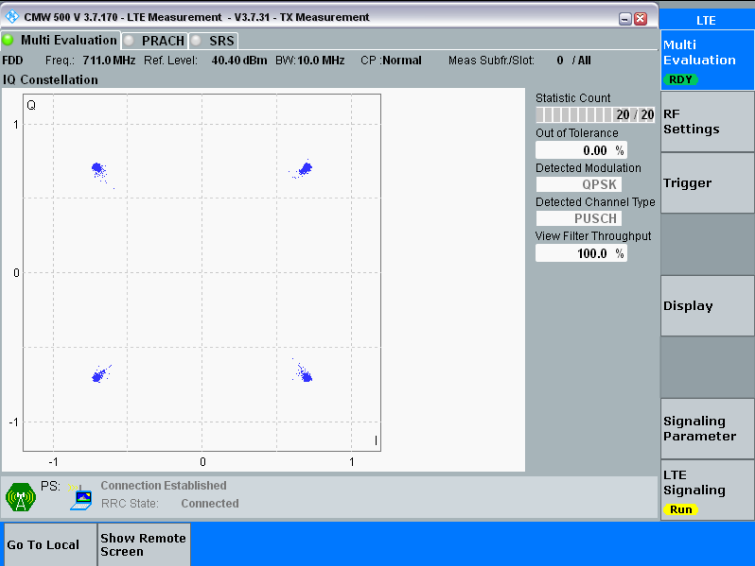 CMW 500 V 3.7.170 - LTE Measurement - V3.7.31 - TX Measurement
LTE
Multi Evaluation PRACH SRS
FDD Freq.: 711.0 MHz Ref. Level: 40.40 dBm BW: 10.0 MHz CP : Normal Meas Subfr./Slot: 0 / All
IQ Constellation
Q
1
0
-1
I
-1 0 1
Statistic Count
20 / 20
Out of Tolerance
0.00 %
Detected Modulation
QPSK
Detected Channel Type
PUSCH
View Filter Throughput
100.0 %
Multi
Evaluation
RDY
RF
Settings
Trigger
Display
Signaling
Parameter
LTE
Signaling
Run
PS: Connection Established
RRC State: Connected
Go To Local
Show Remote
Screen